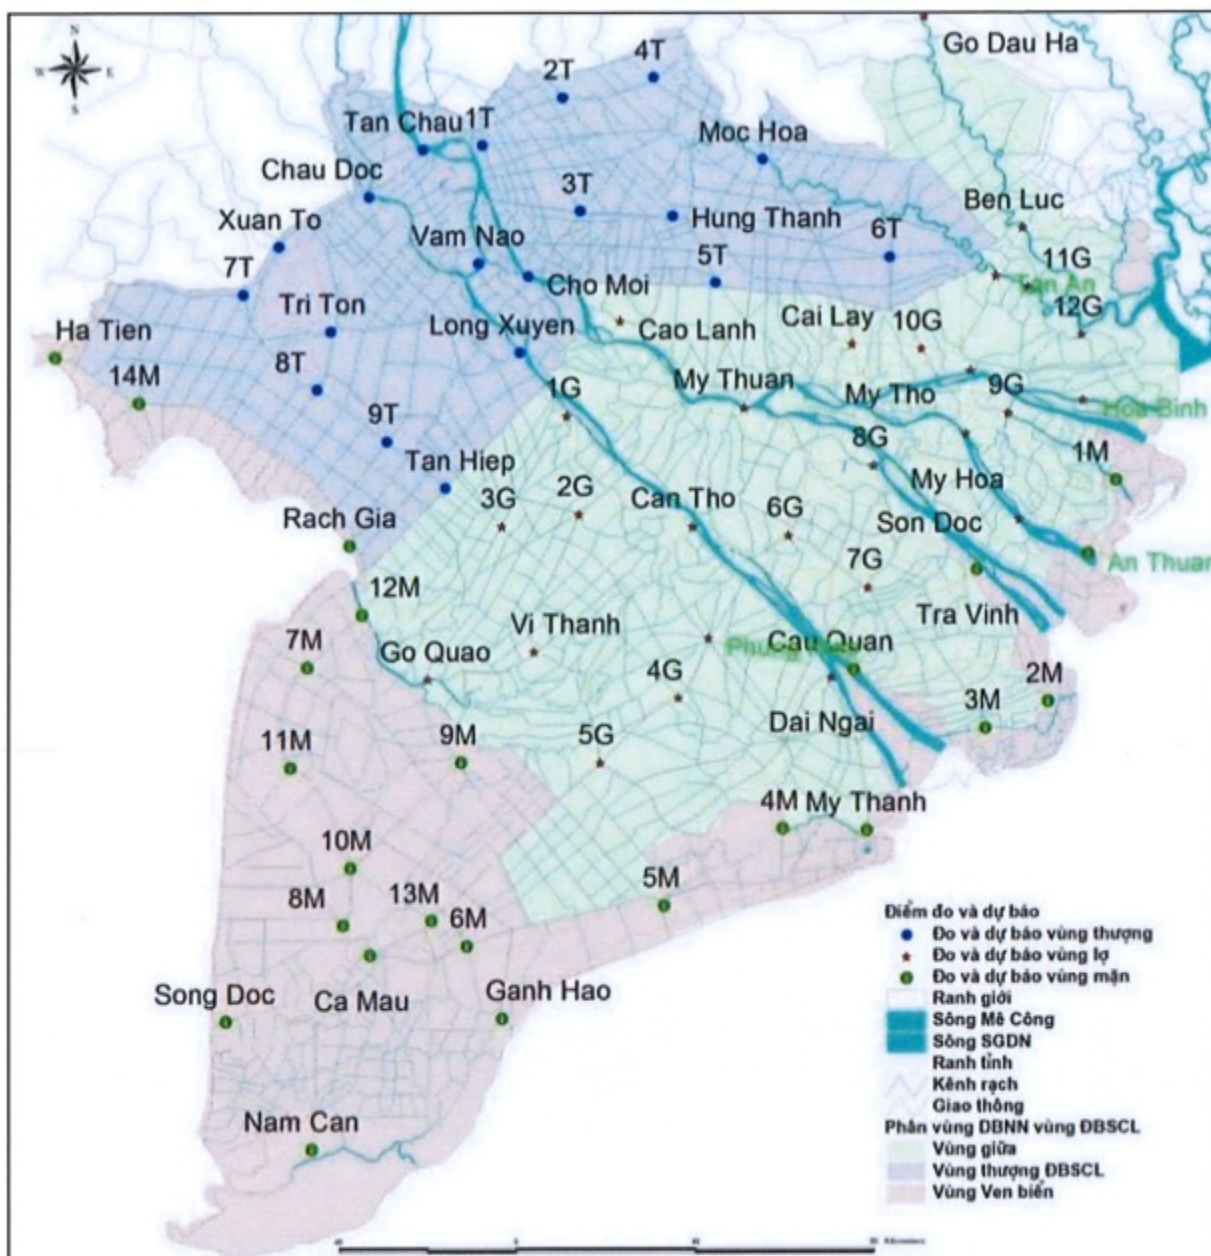 N
W
E
S
Go Dau Ha
4T
2T
Tan Chau
1T
Moc Hoa
Chau Doc
3T
Ben Luc
Xuan To
Vam Nao
Hung Thanh
6T
7T
5T
11G
Tan An
Cho Moi
Tri Ton
Ha Tien
Long Xuyen
Cao Lanh
Cai Lay
10G
12G
8T
14M
1G
My Thuan
My Tho
9G
Hoa Binh
9T
8G
1M
Tan Hiep
3G
2G
Can Tho
My Hoa
6G
Son Doc
Rach Gia
7G
An Thuan
12M
Vi Thanh
Tra Vinh
7M
Go Quao
Phung
Cau Quan
4G
2M
Dai Ngai
3M
11M
9M
5G
4M
My Thanh
10M
5M
8M
13M
6M
Song Doc
Ca Mau
Ganh Hao
Nam Can
Điểm đo và dự báo
Đo và dự báo vùng thượng
Đo và dự báo vùng lợ
Đo và dự báo vùng mặn
Ranh giới
Sông Mê Công
Sông SGDN
Ranh tỉnh
Kênh rạch
Giao thông
Phân vùng DBNN vùng ĐBSCL
Vùng giữa
Vùng thượng ĐBSCL
Vùng Ven biển
Kilometers